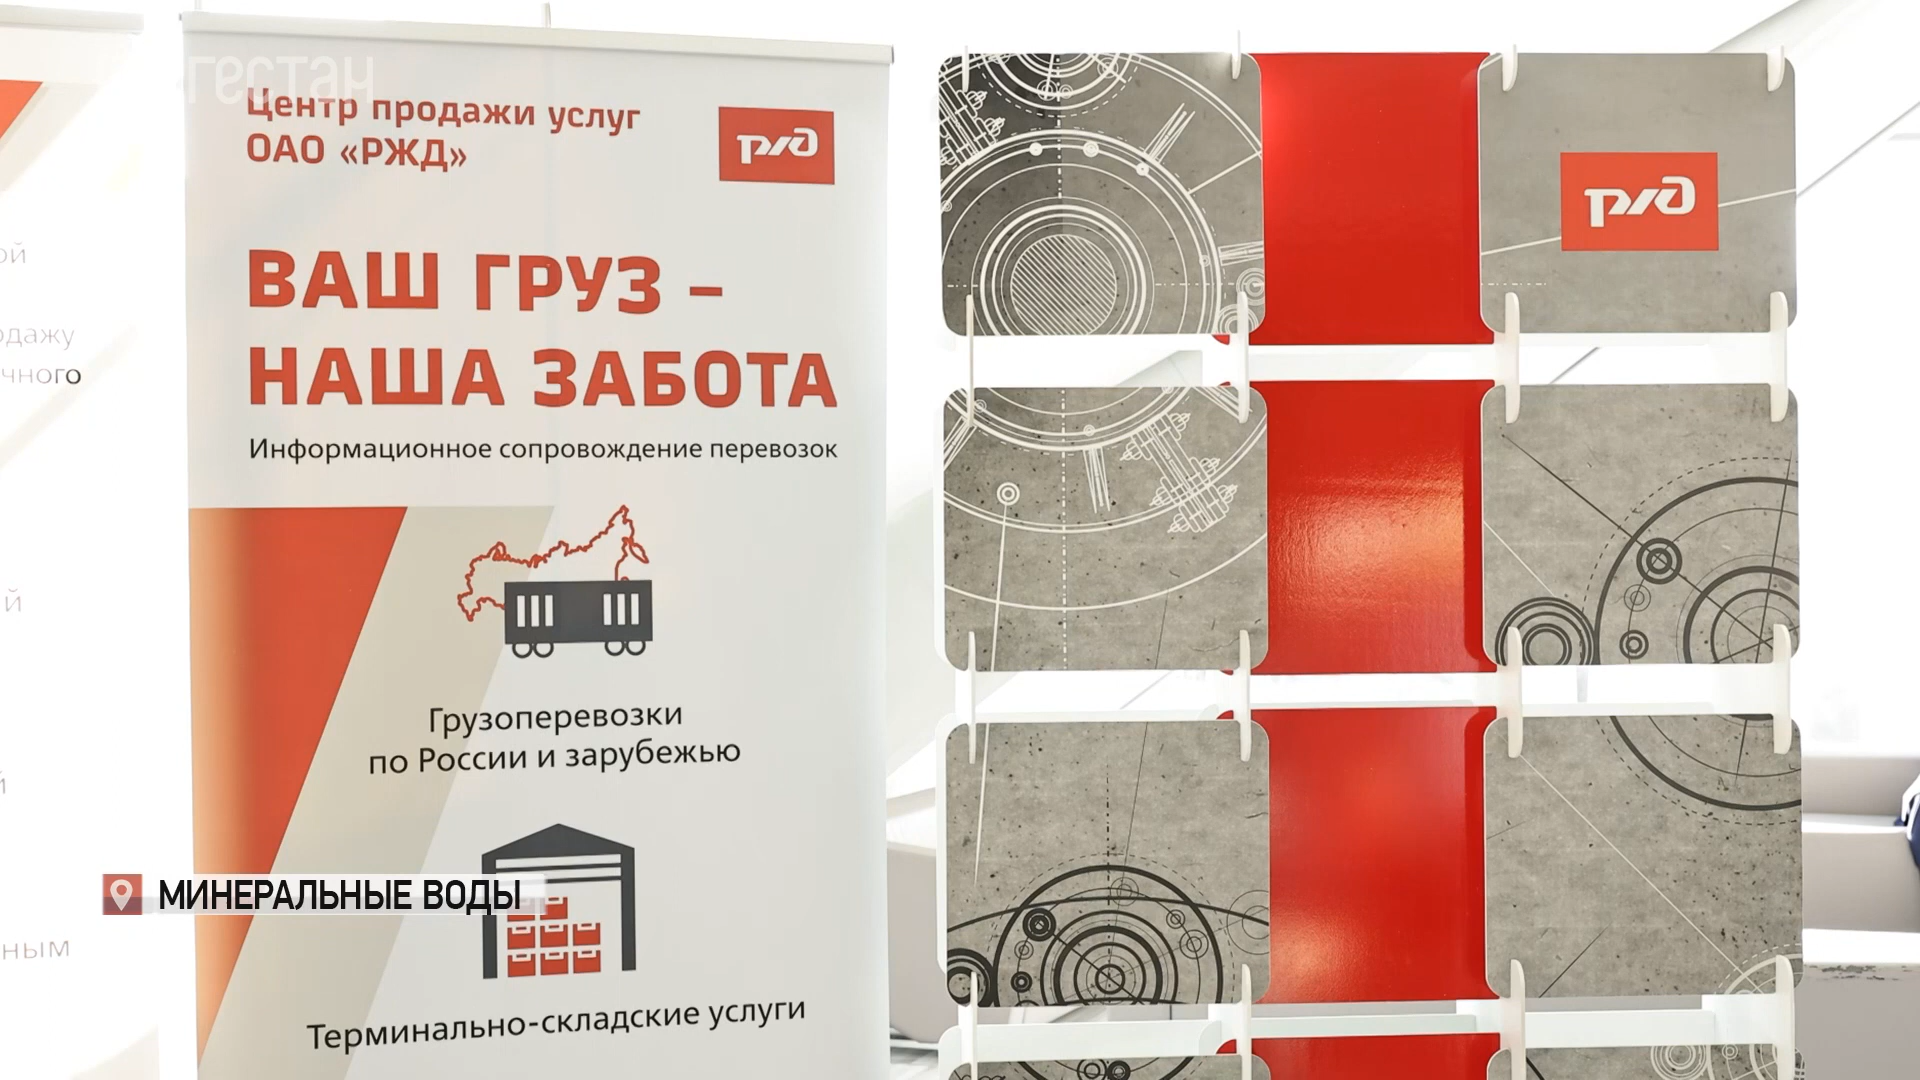 Центр продажи услуг
ОАО «РЖД»
ржд
ВАШ ГРУЗ –
НАША ЗАБОТА
Информационное сопровождение перевозок
Грузоперевозки
по России и зарубежью
Терминально-складские услуги
ржд
МИНЕРАЛЬНЫЕ ВОДЫ